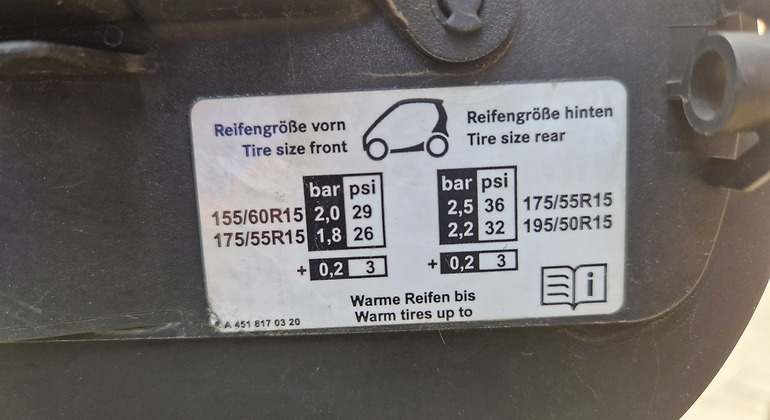 Reifengröße vorn
Tire size front
Reifengröße hinten
Tire size rear
bar psi
155/60R15 2,0 29
175/55R15 1,8 26
+ 0,2 3
bar psi
2,5 36 175/55R15
2,2 32 195/50R15
+ 0,2 3
Warme Reifen bis
Warm tires up to
i
A 451 817 03 20